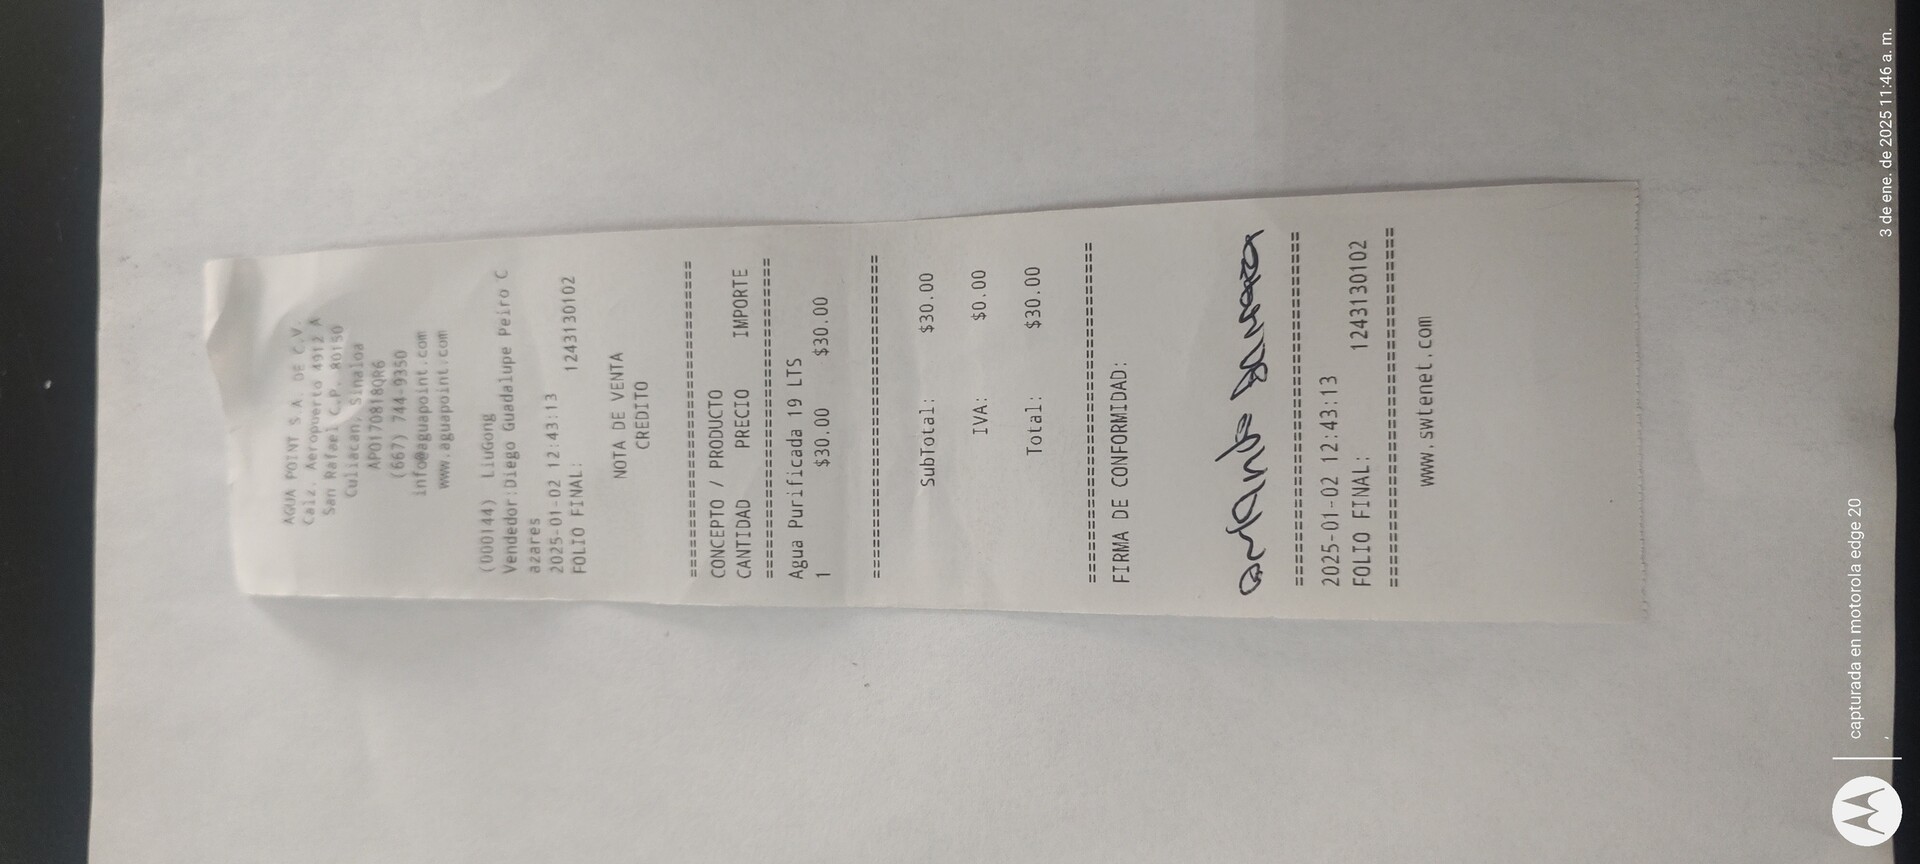 AGUA POINT S.A. DE C.V.
Calz. Aeropuerto 4912 A
San Rafael C.P. 80150
Culiacan, Sinaloa
APO170818QR6
(667) 744-9350
info@aguapoint.com
www.aguapoint.com
(000144) LiuGong
Vendedor:Diego Guadalupe Peiro C
azares
2025-01-02 12:43:13
FOLIO FINAL: 1243130102
NOTA DE VENTA
CREDITO
================================
CONCEPTO / PRODUCTO
CANTIDAD PRECIO IMPORTE
================================
Agua Purificada 19 LTS
1 $30.00 $30.00
================================
SubTotal: $30.00
IVA: $0.00
Total: $30.00
================================
FIRMA DE CONFORMIDAD:
================================
2025-01-02 12:43:13
FOLIO FINAL: 1243130102
================================
www.swtenet.com
capturada en motorola edge 20
3 de ene. de 2025 11:46 a. m.